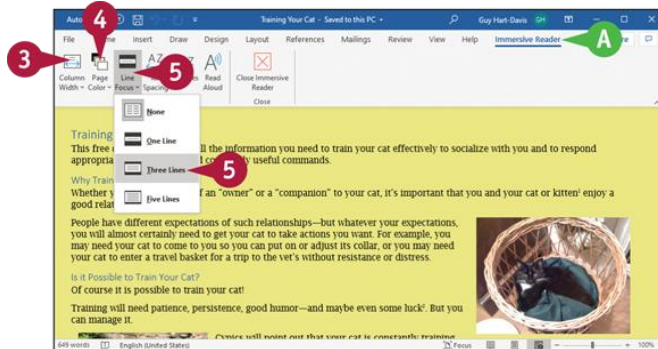 Training Your Cat - Saved to this PC
Guy Hart-Davis GH
File Insert Draw Design Layout References Mailings Review View Help Immersive Reader
4
3
5
A
Column Width
Page Color
Line Focus
Spacing
Read Aloud
Close Immersive Reader
Close
None
One Line
Three Lines
5
Five Lines
Training
This free ll the information you need to train your cat effectively to socialize with you and to respond
useful commands.
Why Train
Whether y f an "owner" or a "companion" to your cat, it's important that you and your cat or kitten¹ enjoy a
good relat
People have different expectations of such relationships—but whatever your expectations,
you will almost certainly need to get your cat to take actions you want. For example, you
may need your cat to come to you so you can put on or adjust its collar, or you may need
your cat to enter a travel basket for a trip to the vet's without resistance or distress.
Is it Possible to Train Your Cat?
Of course it is possible to train your cat!
Training will need patience, persistence, good humor—and maybe even some luck². But you
can manage it.
Cynics will point out that your cat is constantly training
649 words English (United States) Focus 100%